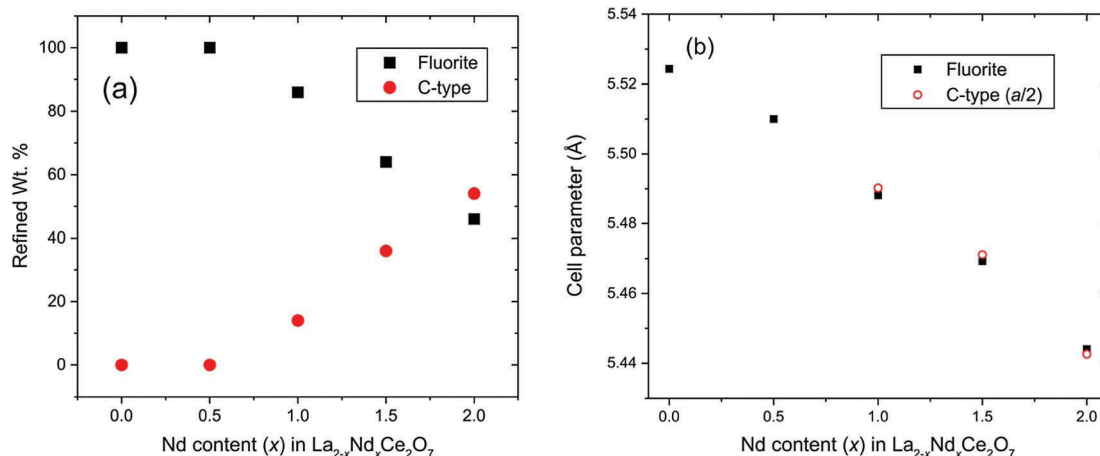 (a)
Fluorite
C-type
100
80
60
40
20
0
Refined Wt. %
0.0 0.5 1.0 1.5 2.0
Nd content (x) in La2-xNdxCe2O7
(b)
Fluorite
C-type (a/2)
5.54
5.52
5.50
5.48
5.46
5.44
Cell parameter (Å)
0.0 0.5 1.0 1.5 2.0
Nd content (x) in La2-xNdxCe2O7